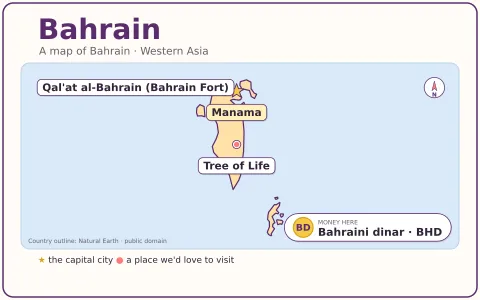 Bahrain
A map of Bahrain · Western Asia
Qal'at al-Bahrain (Bahrain Fort)
N
Manama
Tree of Life
BD
MONEY HERE
Bahraini dinar · BHD
Country outline: Natural Earth · public domain
★ the capital city ● a place we'd love to visit